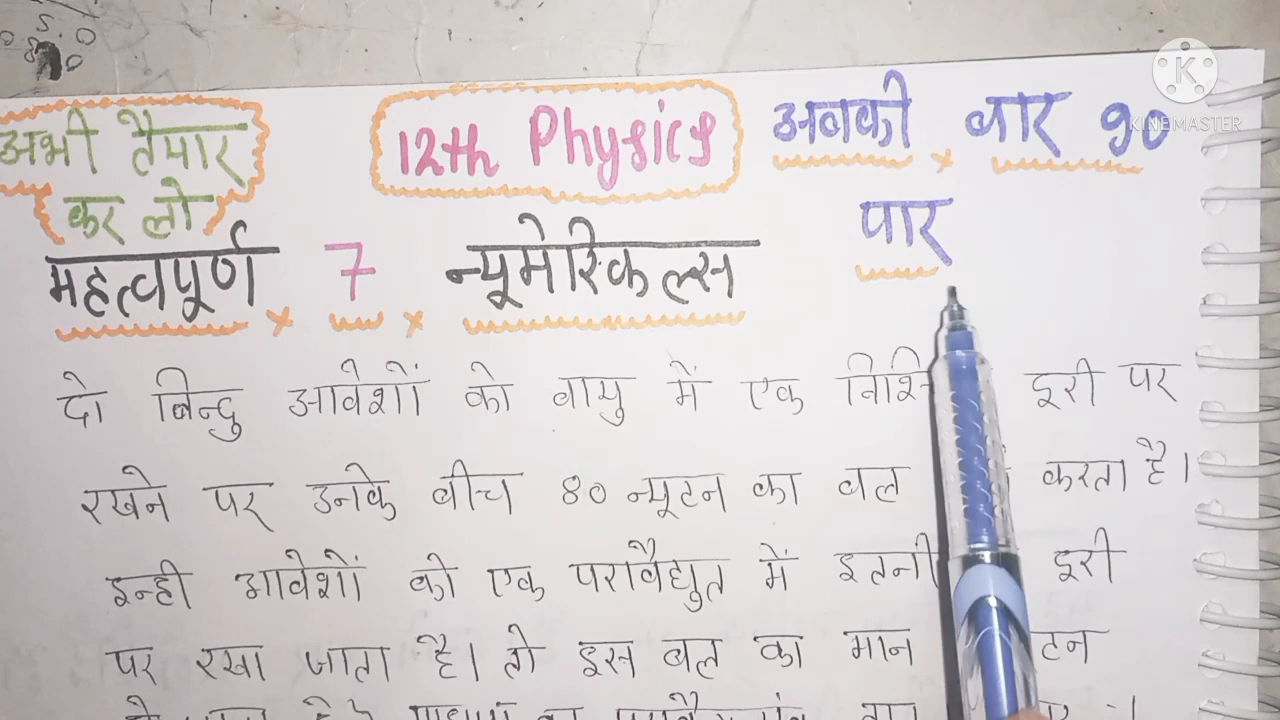 अभी तैयार
कर लो
12th Physics
अबकी बार 90
पार
KINEMASTER
महत्वपूर्ण 7 न्यूमेरिकल्स
दो बिन्दु आवेशों को वायु में एक दूरी पर
रखने पर उनके बीच 80 न्यूटन का बल करता है।
इन्ही आवेशों को एक परावैद्युत में इतनी दूरी
पर रखा जाता है। तो इस बल का मान